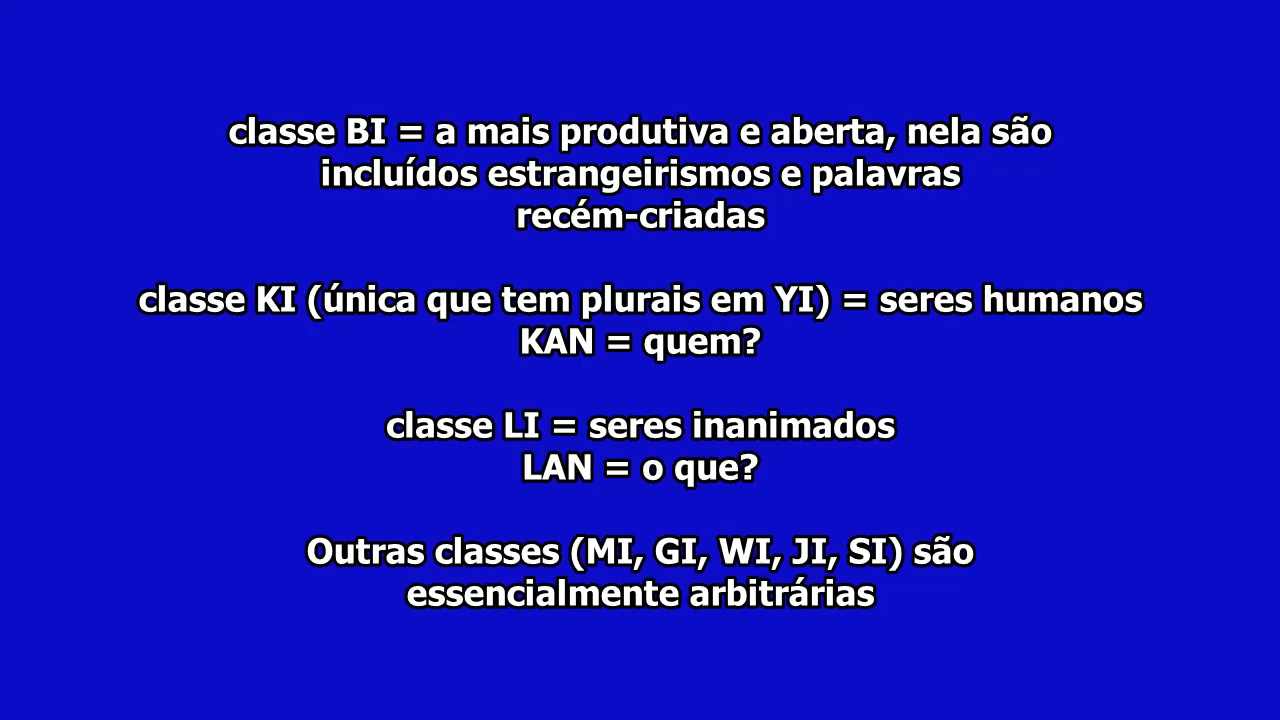 classe BI = a mais produtiva e aberta, nela são
incluídos estrangeirismos e palavras
recém-criadas
classe KI (única que tem plurais em YI) = seres humanos
KAN = quem?
classe LI = seres inanimados
LAN = o que?
Outras classes (MI, GI, WI, JI, SI) são
essencialmente arbitrárias